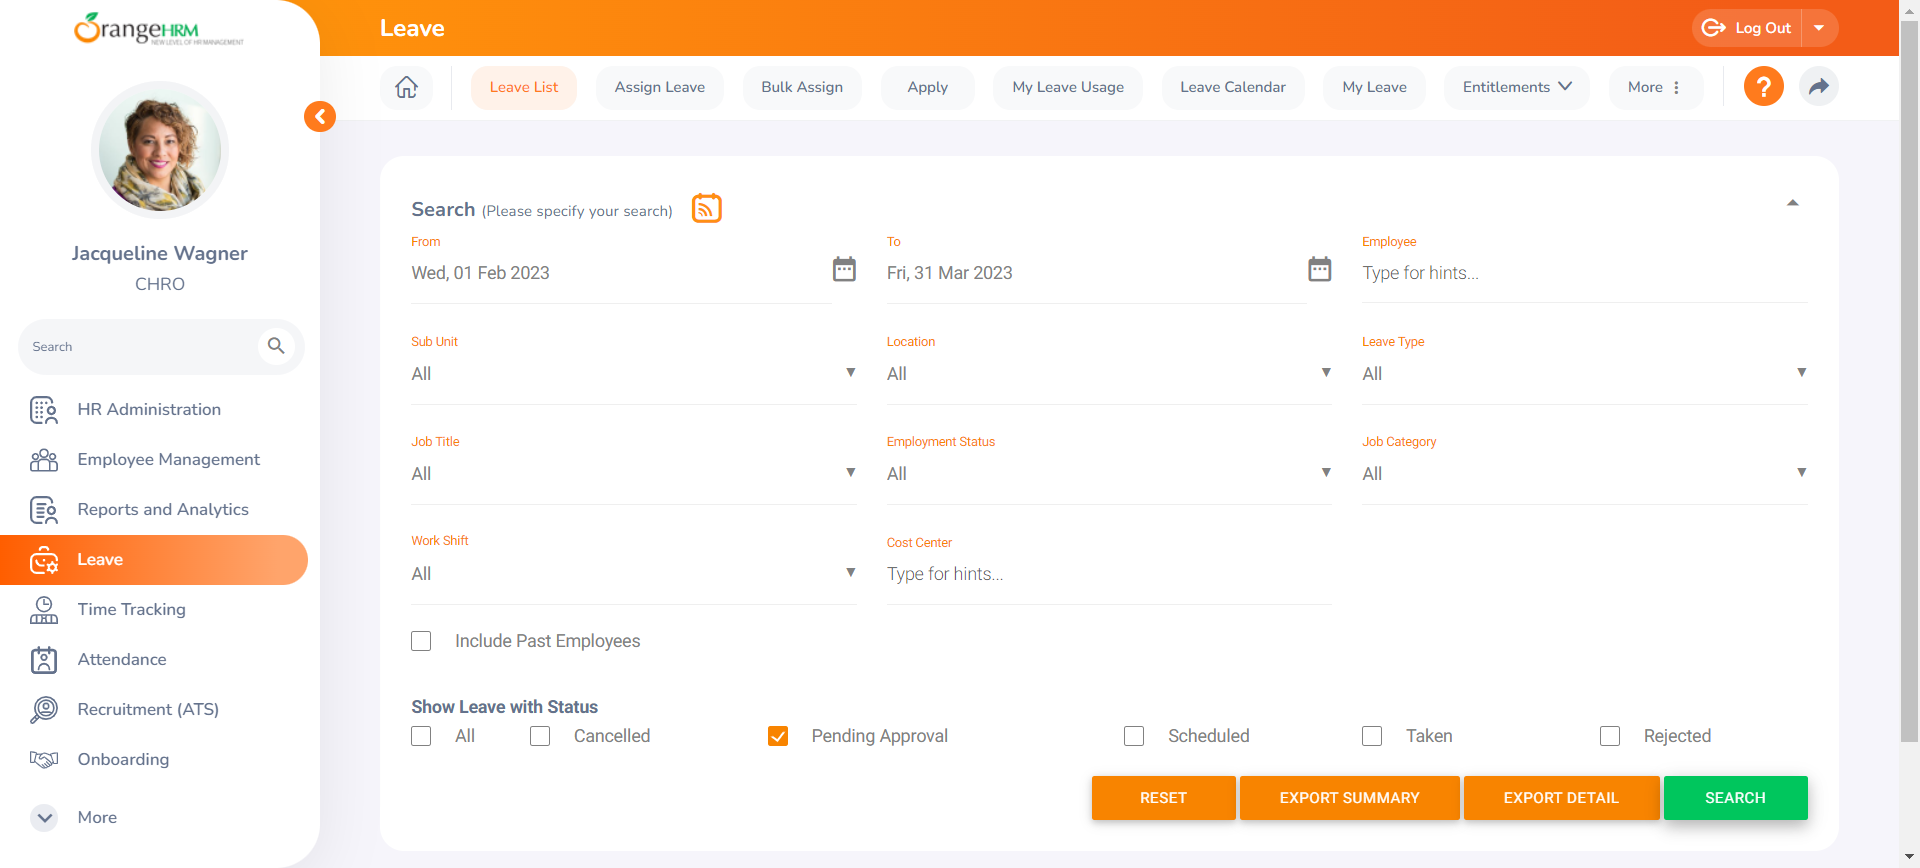 OrangeHRM
NEW LEVEL OF HR MANAGEMENT
Jacqueline Wagner
CHRO
Search
HR Administration
Employee Management
Reports and Analytics
Leave
Time Tracking
Attendance
Recruitment (ATS)
Onboarding
More
Leave
Log Out
Leave List
Assign Leave
Bulk Assign
Apply
My Leave Usage
Leave Calendar
My Leave
Entitlements
More
?
Search (Please specify your search)
From
Wed, 01 Feb 2023
To
Fri, 31 Mar 2023
Employee
Type for hints...
Sub Unit
All
Location
All
Leave Type
All
Job Title
All
Employment Status
All
Job Category
All
Work Shift
All
Cost Center
Type for hints...
Include Past Employees
Show Leave with Status
All
Cancelled
Pending Approval
Scheduled
Taken
Rejected
RESET
EXPORT SUMMARY
EXPORT DETAIL
SEARCH